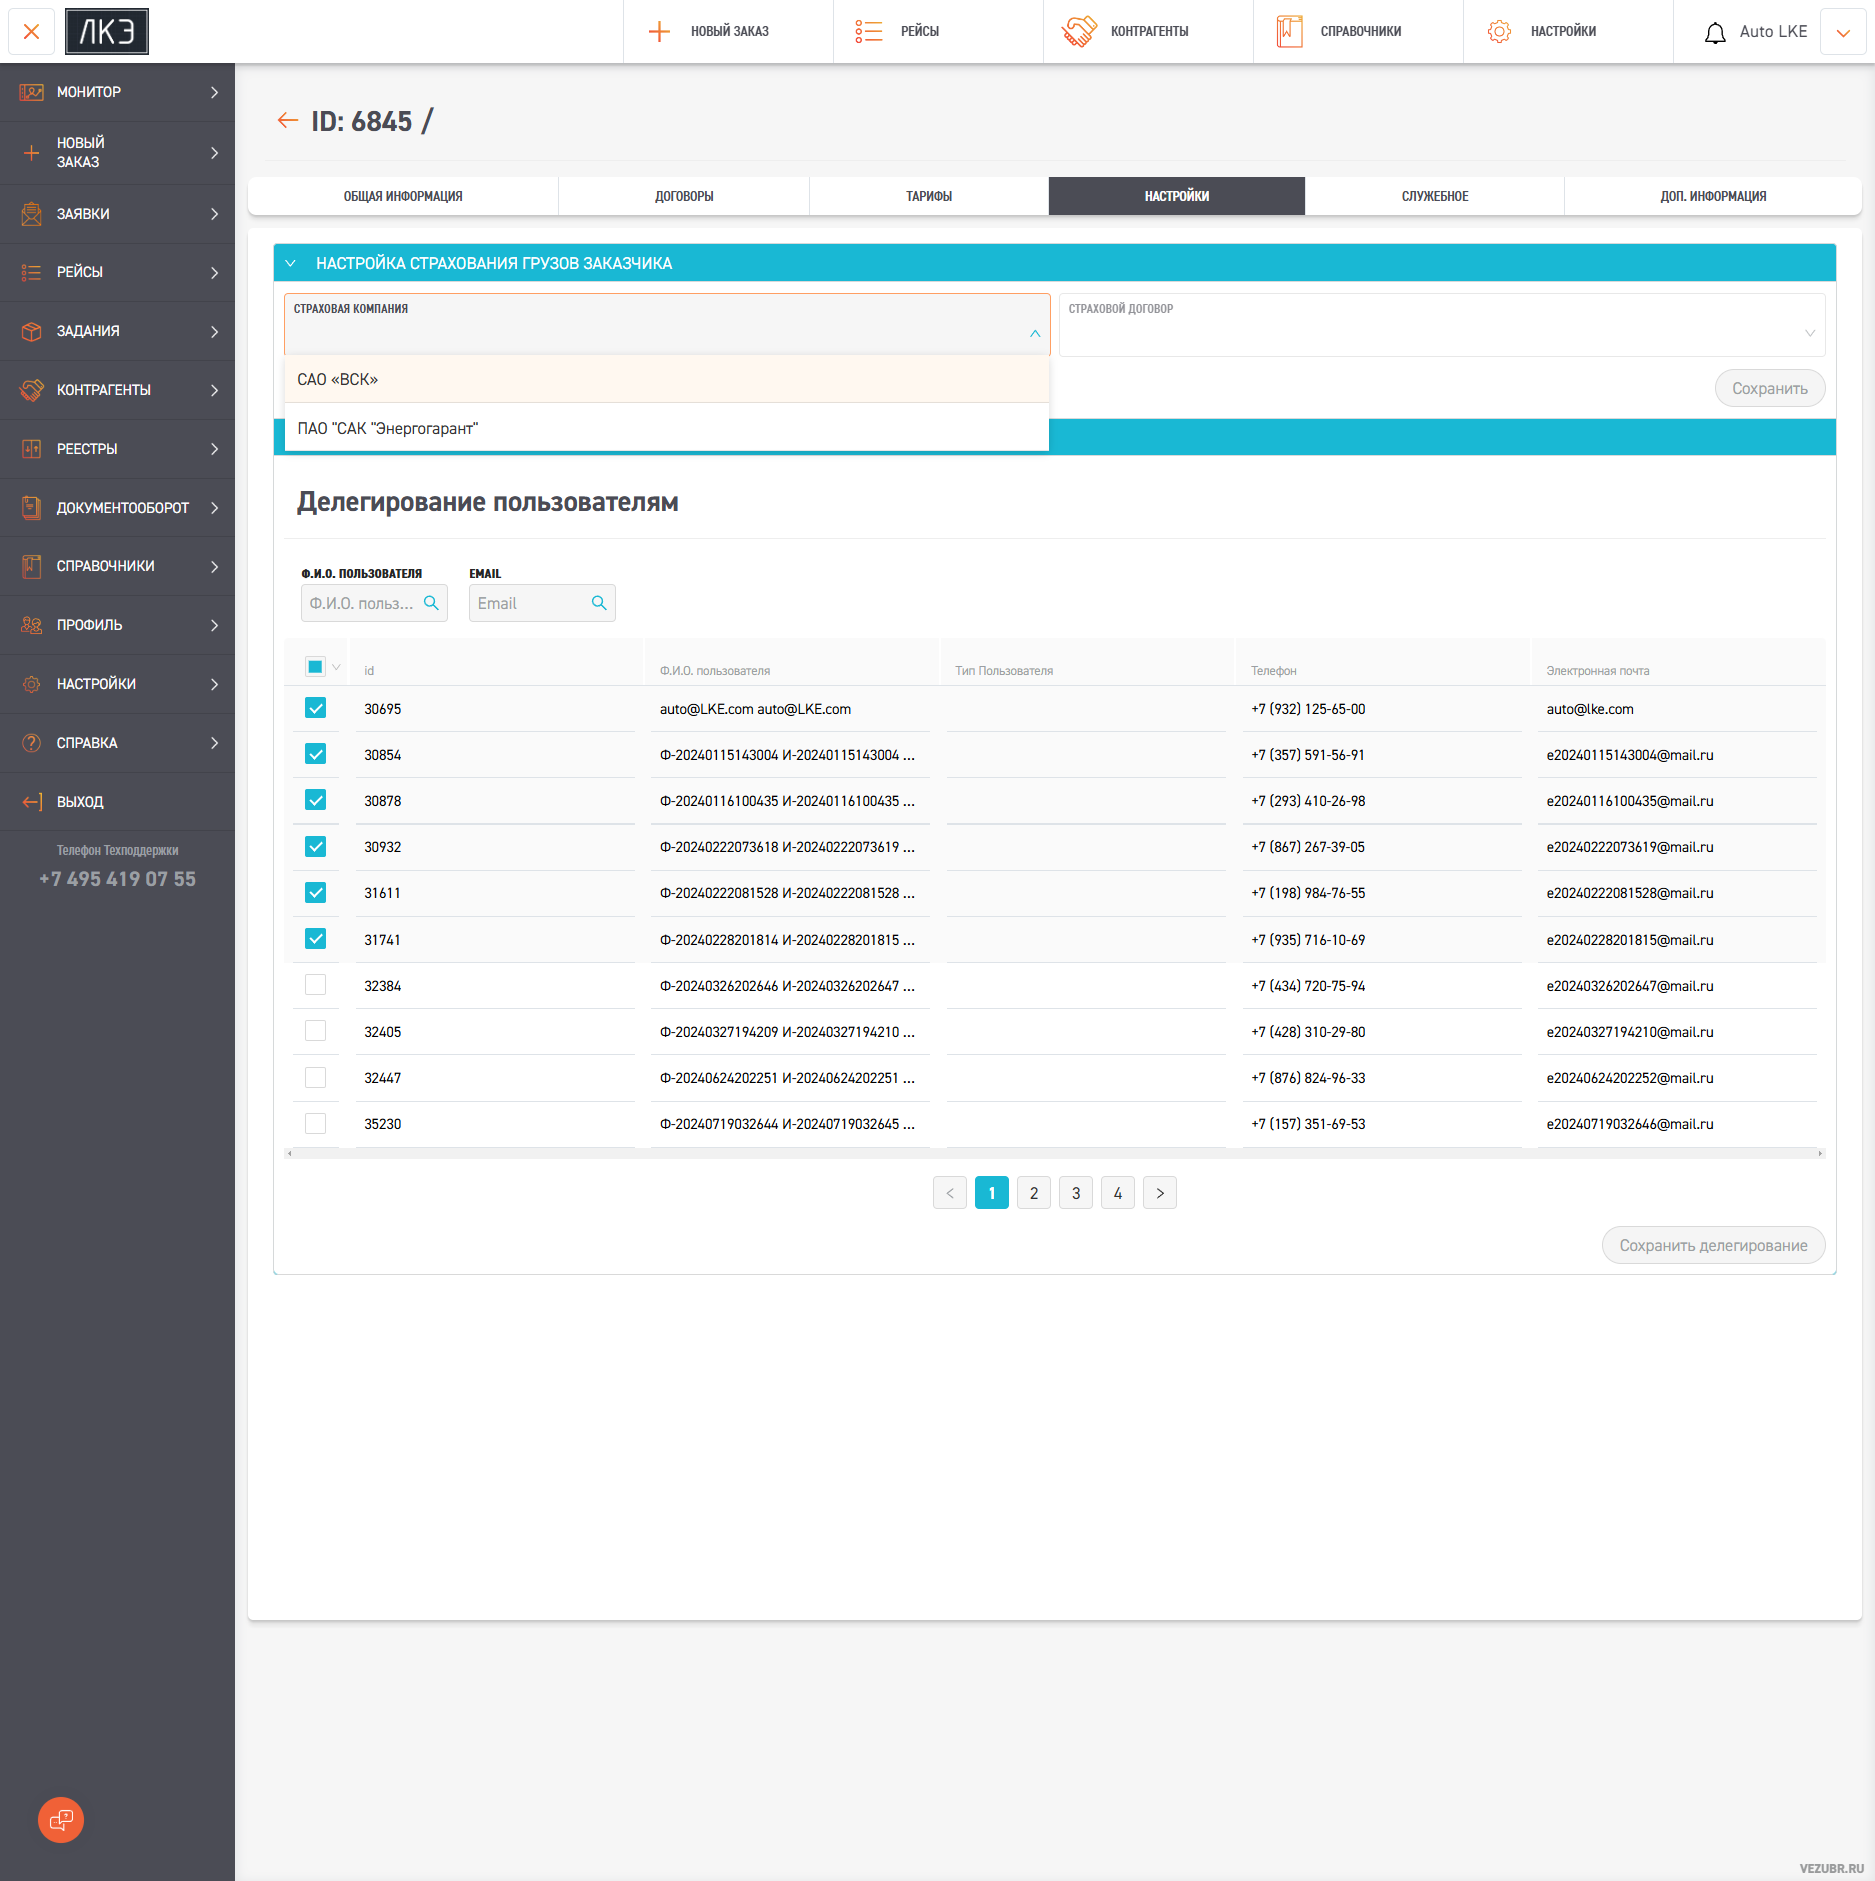 ЛКЭ
НОВЫЙ ЗАКАЗ
РЕЙСЫ
КОНТРАГЕНТЫ
СПРАВОЧНИКИ
НАСТРОЙКИ
Auto LKE
МОНИТОР
НОВЫЙ
ЗАКАЗ
ЗАЯВКИ
РЕЙСЫ
ЗАДАНИЯ
КОНТРАГЕНТЫ
РЕЕСТРЫ
ДОКУМЕНТООБОРОТ
СПРАВОЧНИКИ
ПРОФИЛЬ
НАСТРОЙКИ
СПРАВКА
ВЫХОД
Телефон Техподдержки
+7 495 419 07 55
ID: 6845 /
ОБЩАЯ ИНФОРМАЦИЯ
ДОГОВОРЫ
ТАРИФЫ
НАСТРОЙКИ
СЛУЖЕБНОЕ
ДОП. ИНФОРМАЦИЯ
НАСТРОЙКА СТРАХОВАНИЯ ГРУЗОВ ЗАКАЗЧИКА
СТРАХОВАЯ КОМПАНИЯ
СТРАХОВОЙ ДОГОВОР
САО «ВСК»
ПАО "САК "Энергогарант"
Сохранить
Делегирование пользователям
Ф.И.О. ПОЛЬЗОВАТЕЛЯ
EMAIL
Ф.И.О. польз...
Email
id Ф.И.О. пользователя Тип Пользователя Телефон Электронная почта
30695 auto@LKE.com auto@LKE.com +7 (932) 125-65-00 auto@lke.com
30854 Ф-20240115143004 И-20240115143004 ... +7 (357) 591-56-91 e20240115143004@mail.ru
30878 Ф-20240116100435 И-20240116100435 ... +7 (293) 410-26-98 e20240116100435@mail.ru
30932 Ф-20240222073618 И-20240222073619 ... +7 (867) 267-39-05 e20240222073619@mail.ru
31611 Ф-20240222081528 И-20240222081528 ... +7 (198) 984-76-55 e20240222081528@mail.ru
31741 Ф-20240228201814 И-20240228201815 ... +7 (935) 716-10-69 e20240228201815@mail.ru
32384 Ф-20240326202646 И-20240326202647 ... +7 (434) 720-75-94 e20240326202647@mail.ru
32405 Ф-20240327194209 И-20240327194210 ... +7 (428) 310-29-80 e20240327194210@mail.ru
32447 Ф-20240624202251 И-20240624202251 ... +7 (876) 824-96-33 e20240624202252@mail.ru
35230 Ф-20240719032644 И-20240719032645 ... +7 (157) 351-69-53 e20240719032646@mail.ru
< 1 2 3 4 >
Сохранить делегирование
VEZUBR.RU